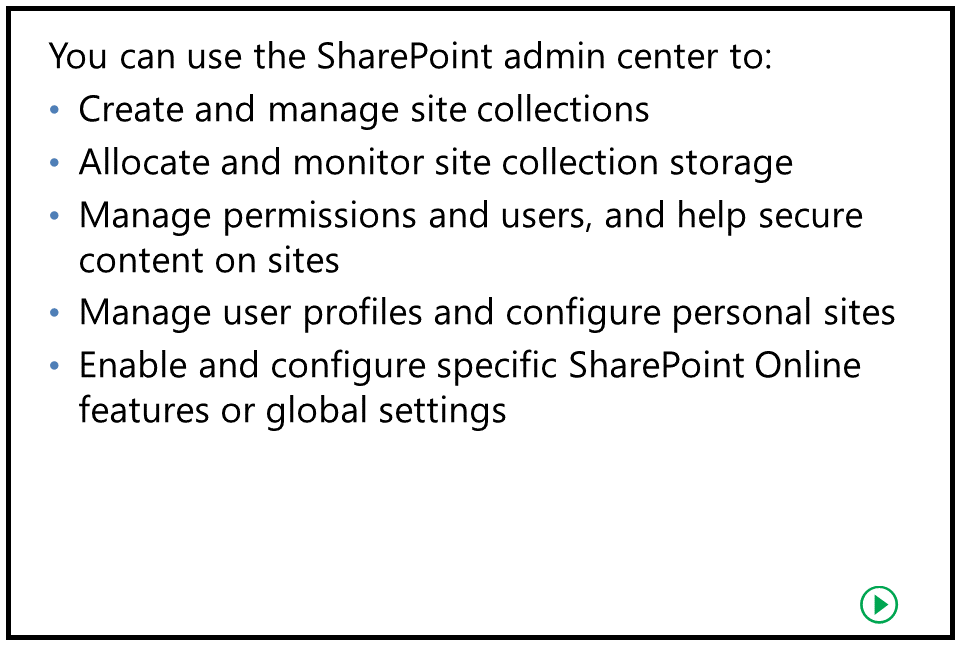 You can use the SharePoint admin center to:
• Create and manage site collections
• Allocate and monitor site collection storage
• Manage permissions and users, and help secure
content on sites
• Manage user profiles and configure personal sites
• Enable and configure specific SharePoint Online
features or global settings